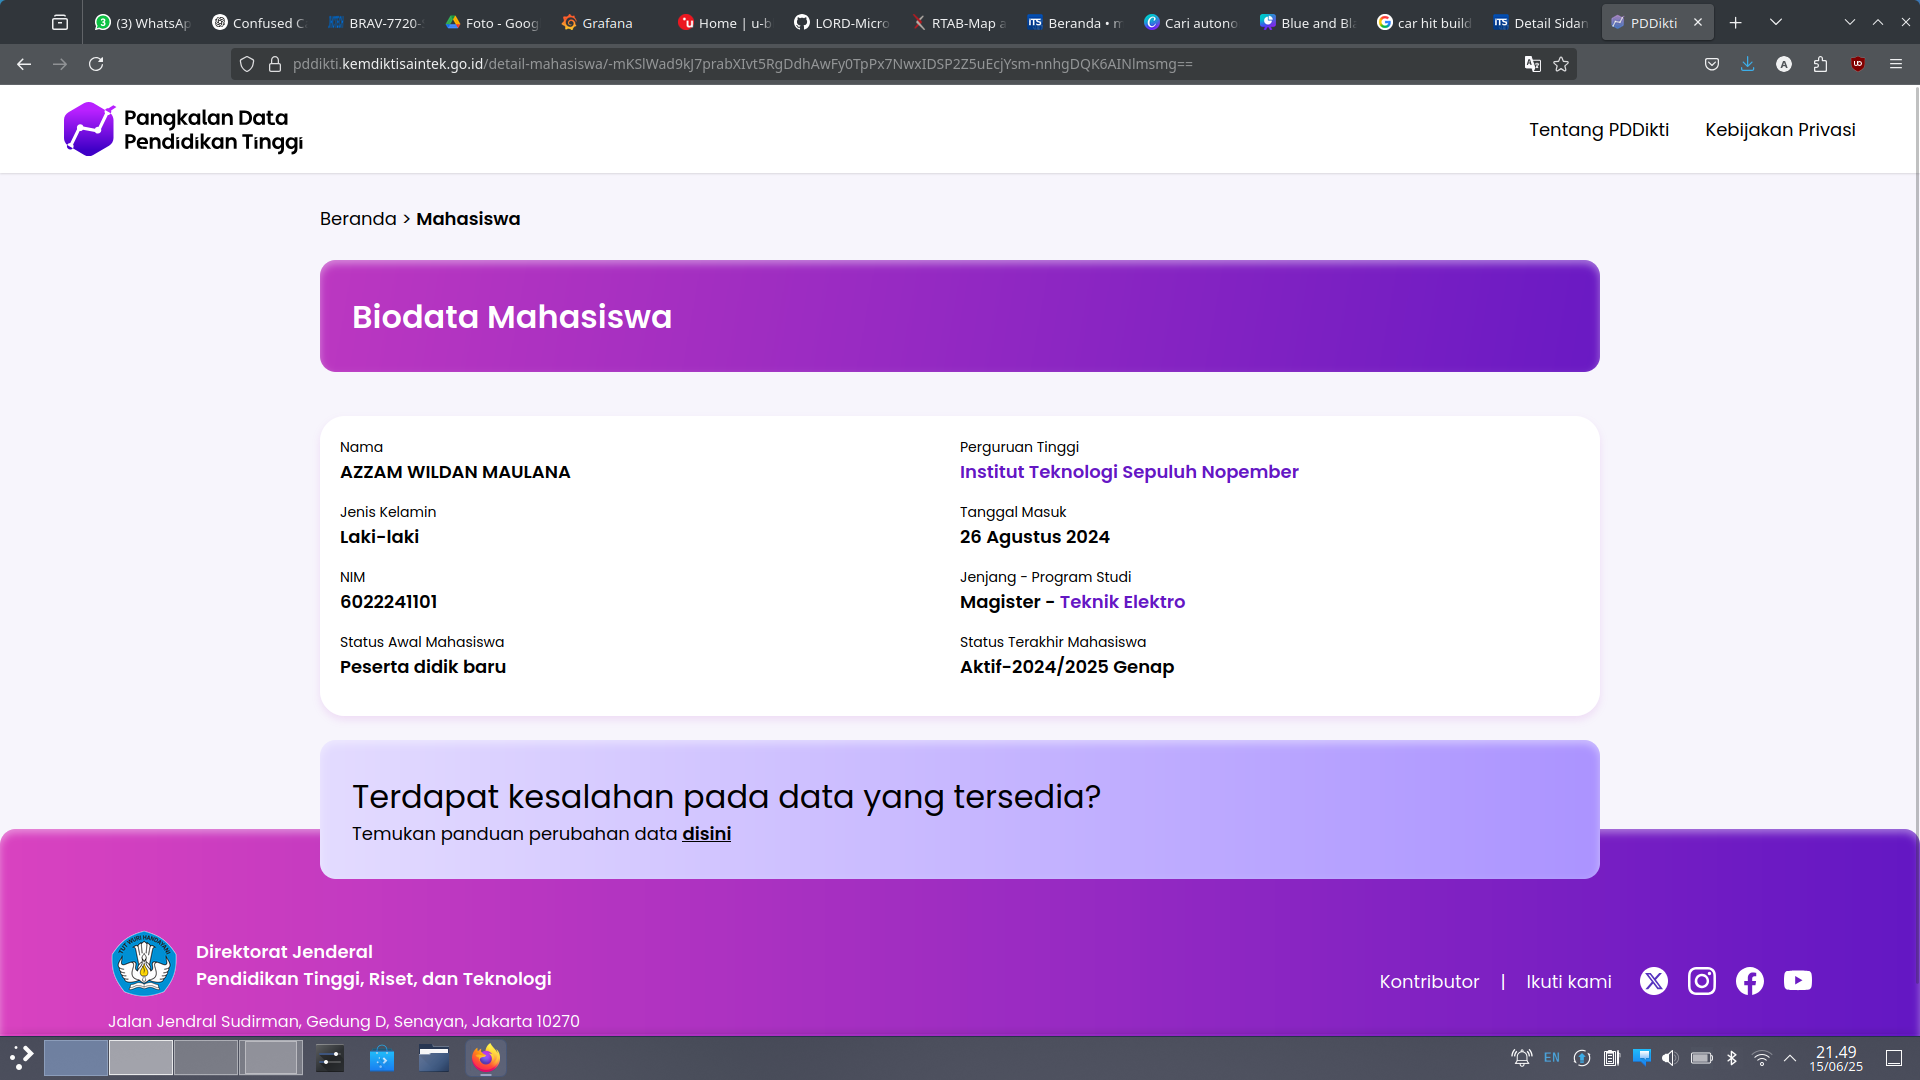 (3) WhatsAp
Confused C
BRAV-7720-
Foto - Goog
Grafana
Home | u-b
LORD-Micro
RTAB-Map a
Beranda • m
Cari autono
Blue and Bl
car hit build
Detail Sidan
PDDikti
pddikti.kemdiktisaintek.go.id/detail-mahasiswa/-mKSlWad9kJ7prabXIvt5RgDdhAwFy0TpPx7NwxIDSP2Z5uEcjYsm-nnhgDQK6AINlmsmg==
Pangkalan Data
Pendidikan Tinggi
Tentang PDDikti
Kebijakan Privasi
Beranda > Mahasiswa
Biodata Mahasiswa
Nama
AZZAM WILDAN MAULANA
Perguruan Tinggi
Institut Teknologi Sepuluh Nopember
Jenis Kelamin
Laki-laki
Tanggal Masuk
26 Agustus 2024
NIM
6022241101
Jenjang - Program Studi
Magister - Teknik Elektro
Status Awal Mahasiswa
Peserta didik baru
Status Terakhir Mahasiswa
Aktif-2024/2025 Genap
Terdapat kesalahan pada data yang tersedia?
Temukan panduan perubahan data disini
Direktorat Jenderal
Pendidikan Tinggi, Riset, dan Teknologi
Jalan Jendral Sudirman, Gedung D, Senayan, Jakarta 10270
Kontributor | Ikuti kami
EN
21.49
15/06/25